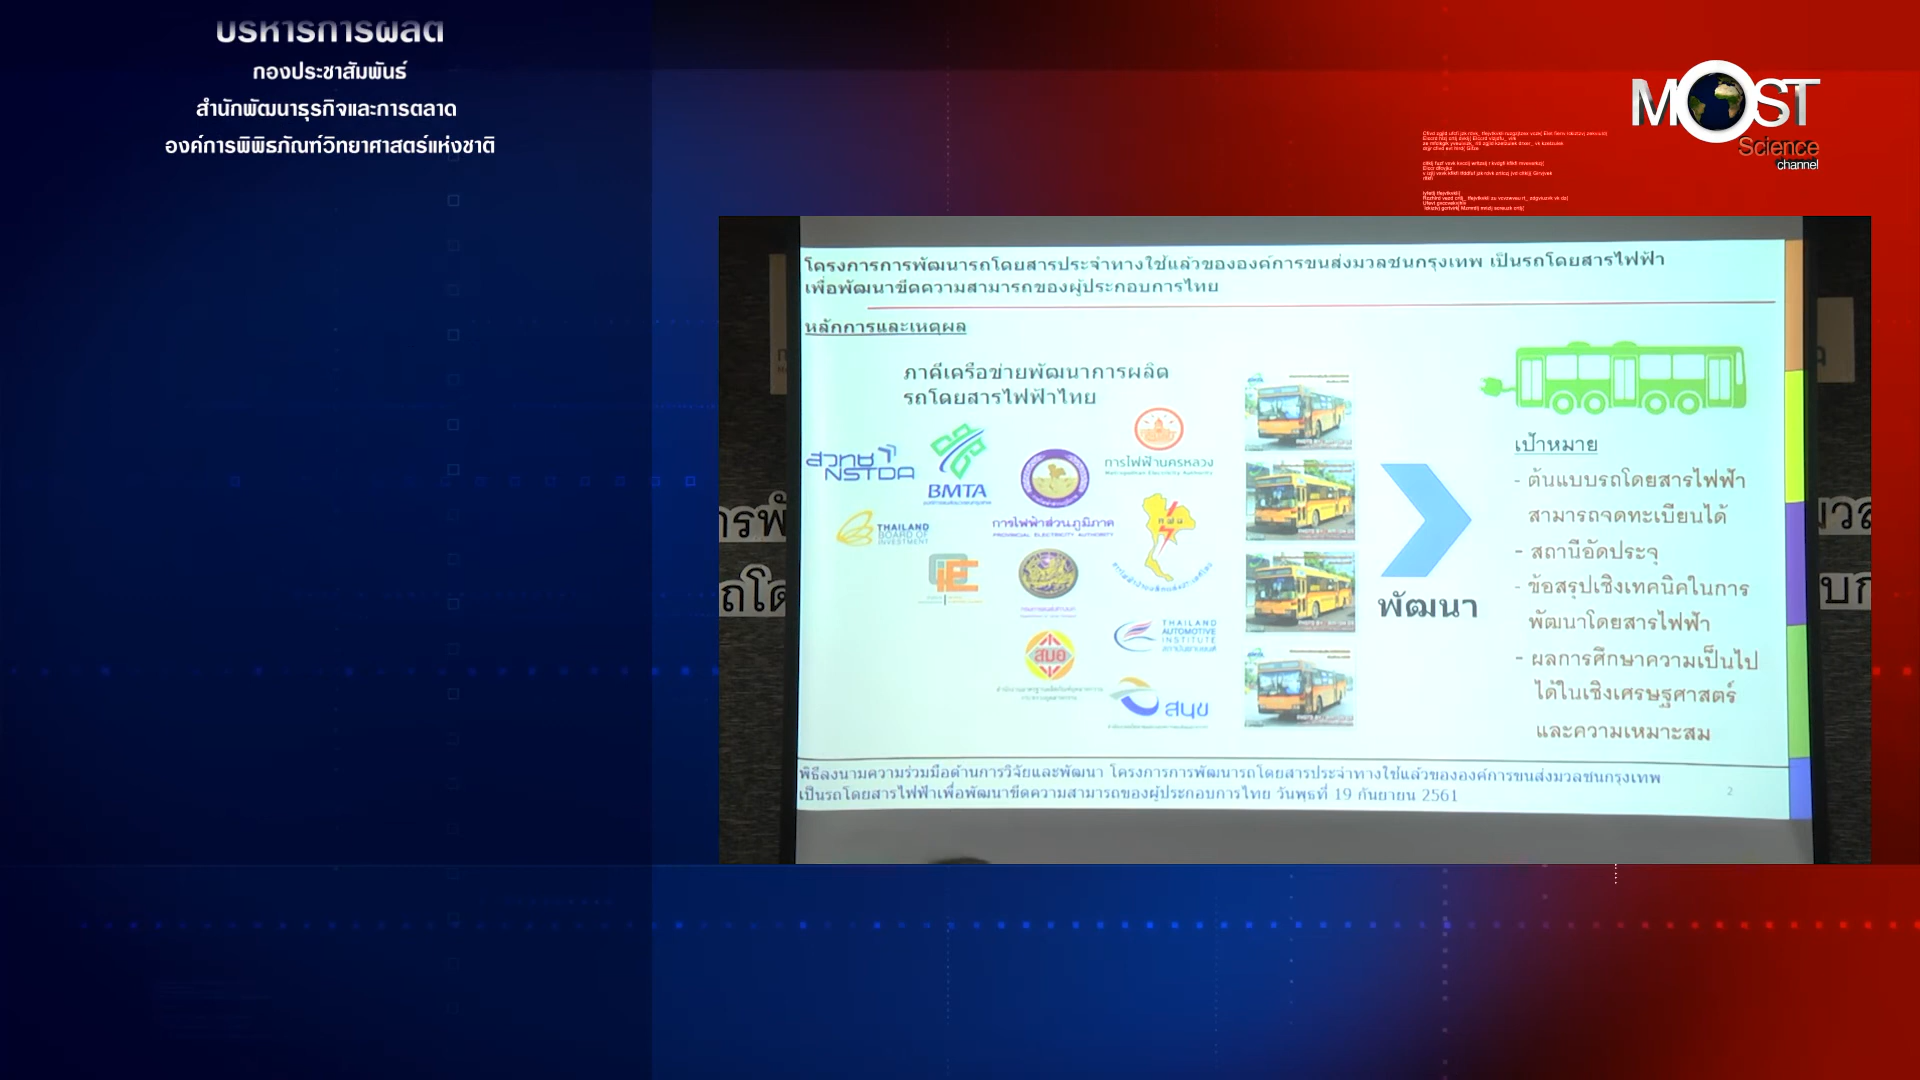 บริหารการผลิต
กองประชาสัมพันธ์
สำนักพัฒนาธุรกิจและการตลาด
องค์การพิพิธภัณฑ์วิทยาศาสตร์แห่งชาติ
MOST
Science
channel
โครงการการพัฒนารถโดยสารประจำทางใช้แล้วขององค์การขนส่งมวลชนกรุงเทพ เป็นรถโดยสารไฟฟ้า
เพื่อพัฒนาขีดความสามารถของผู้ประกอบการไทย
หลักการและเหตุผล
ภาคีเครือข่ายพัฒนาการผลิต
รถโดยสารไฟฟ้าไทย
สวทช
NSTDA
BMTA
การไฟฟ้านครหลวง
Metropolitan Electricity Authority
การไฟฟ้าส่วนภูมิภาค
PROVINCIAL ELECTRICITY AUTHORITY
THAILAND
BOARD OF
INVESTMENT
กฟผ
สมอ
THAILAND
AUTOMOTIVE
INSTITUTE
สถาบันยานยนต์
สนข
พัฒนา
เป้าหมาย
- ต้นแบบรถโดยสารไฟฟ้า
สามารถจดทะเบียนได้
- สถานีอัดประจุ
- ข้อสรุปเชิงเทคนิคในการ
พัฒนาโดยสารไฟฟ้า
- ผลการศึกษาความเป็นไป
ได้ในเชิงเศรษฐศาสตร์
และความเหมาะสม
พิธีลงนามความร่วมมือด้านการวิจัยและพัฒนา โครงการการพัฒนารถโดยสารประจำทางใช้แล้วขององค์การขนส่งมวลชนกรุงเทพ
เป็นรถโดยสารไฟฟ้าเพื่อพัฒนาขีดความสามารถของผู้ประกอบการไทย วันพุธที่ 19 กันยายน 2561
2